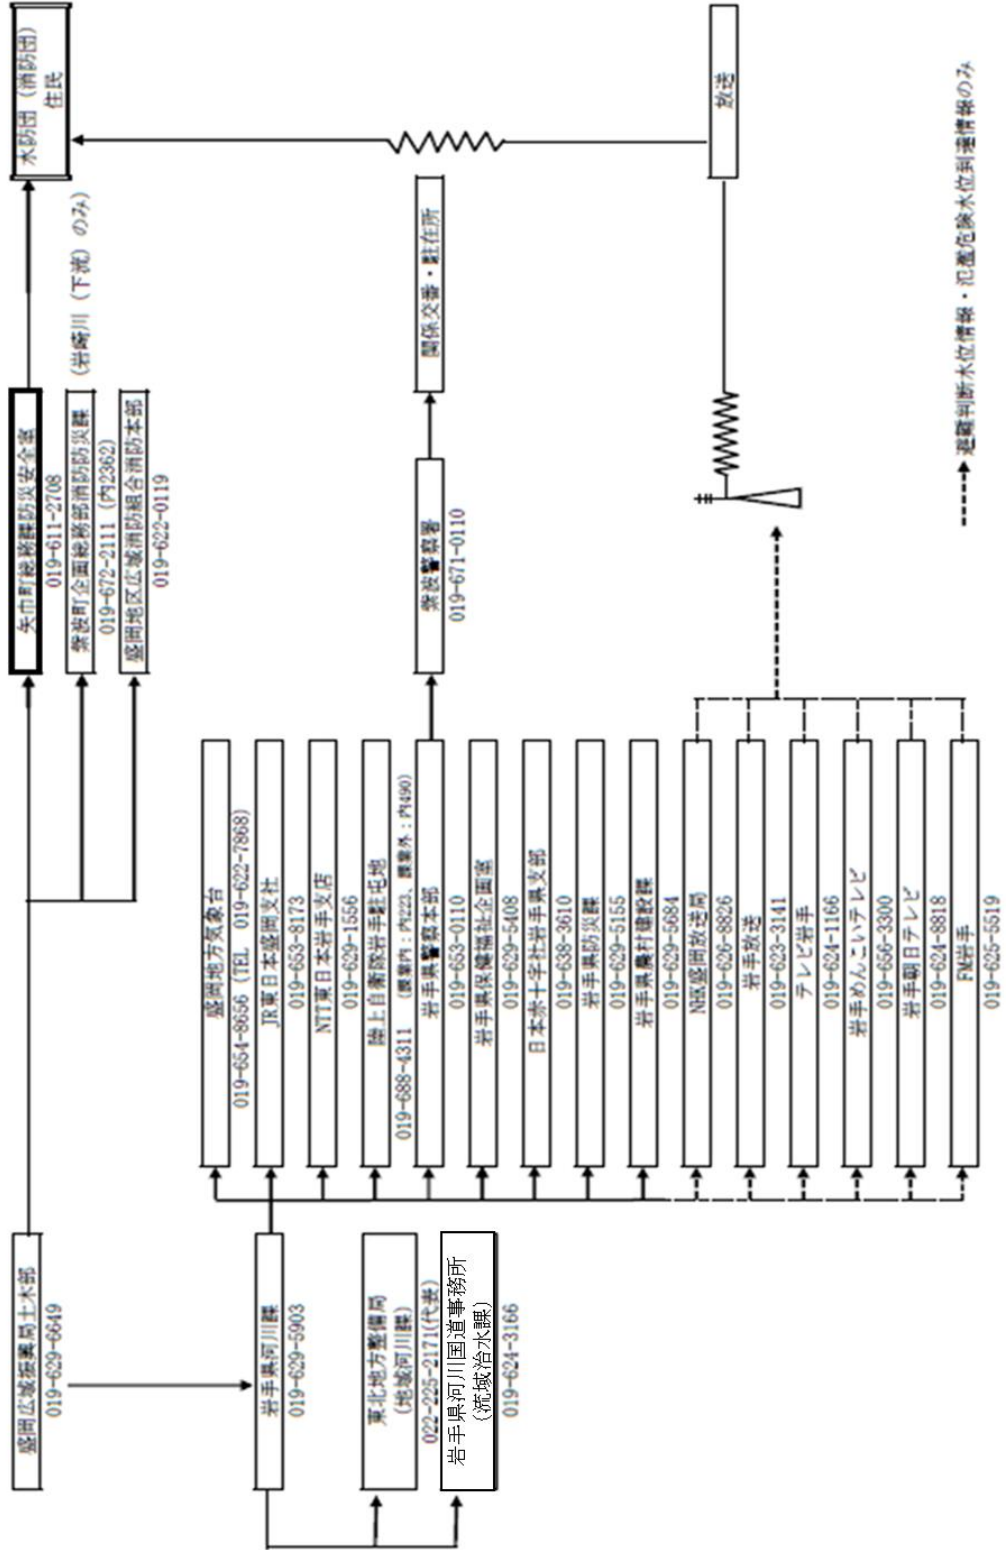 盛岡広域振興局土木部
019-629-6649
矢巾町総務課防災安全室
019-611-2708
水防団（消防団）
住民
紫波町企画総務部消防防災課
（岩崎川（下流）のみ）
019-672-2111（内2362）
盛岡地区広域消防組合消防本部
019-622-0119
岩手県河川課
019-629-5903
東北地方整備局
（地域河川課）
022-225-2171（代表）
岩手県河川国道事務所
（流域治水課）
019-624-3166
盛岡地方気象台
019-654-8656（TEL 019-622-7868）
JR東日本盛岡支社
019-653-8173
NTT東日本岩手支店
019-629-1556
陸上自衛隊岩手駐屯地
019-688-4311（課業内：内223、課業外：内490）
岩手県警察本部
019-653-0110
岩手県保健福祉企画室
019-629-5408
日本赤十字社岩手県支部
019-638-3610
岩手県防災課
019-629-5155
岩手県農村建設課
019-629-5684
NHK盛岡放送局
019-626-8826
岩手放送
019-623-3141
テレビ岩手
019-624-1166
岩手めんこいテレビ
019-656-3300
岩手朝日テレビ
019-624-8818
FM岩手
019-625-5519
紫波警察署
019-671-0110
関係交番・駐在所
放送
避難判断水位情報・氾濫危険水位到達情報のみ